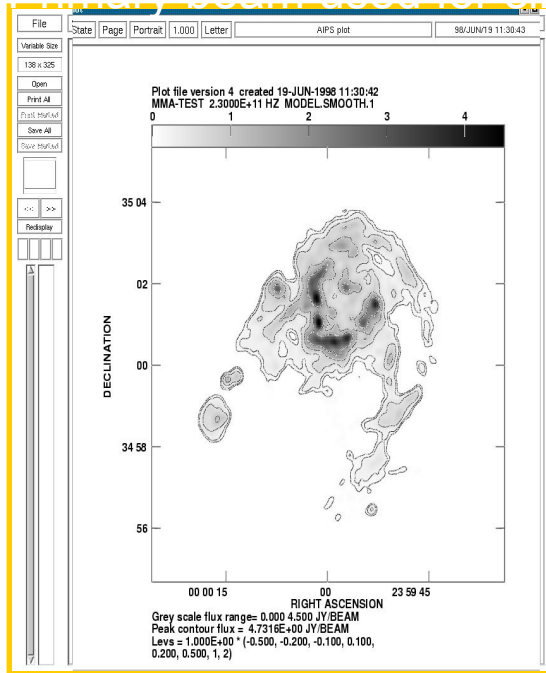 File
State Page Portrait 1.000 Letter AIPS plot 98/JUN/19 11:30:43
Variable Size
138 x 325
Open
Print All
Save All
<< >>
Redisplay
Plot file version 4 created 19-JUN-1998 11:30:42
MMA-TEST 2.3000E+11 HZ MODEL.SMOOTH.1
0 1 2 3 4
35 04
02
00
34 58
56
DECLINATION
00 00 15 00 23 59 45
RIGHT ASCENSION
Grey scale flux range= 0.000 4.500 JY/BEAM
Peak contour flux = 4.7316E+00 JY/BEAM
Levs = 1.000E+00 * (-0.500, -0.200, -0.100, 0.100,
0.200, 0.500, 1, 2)